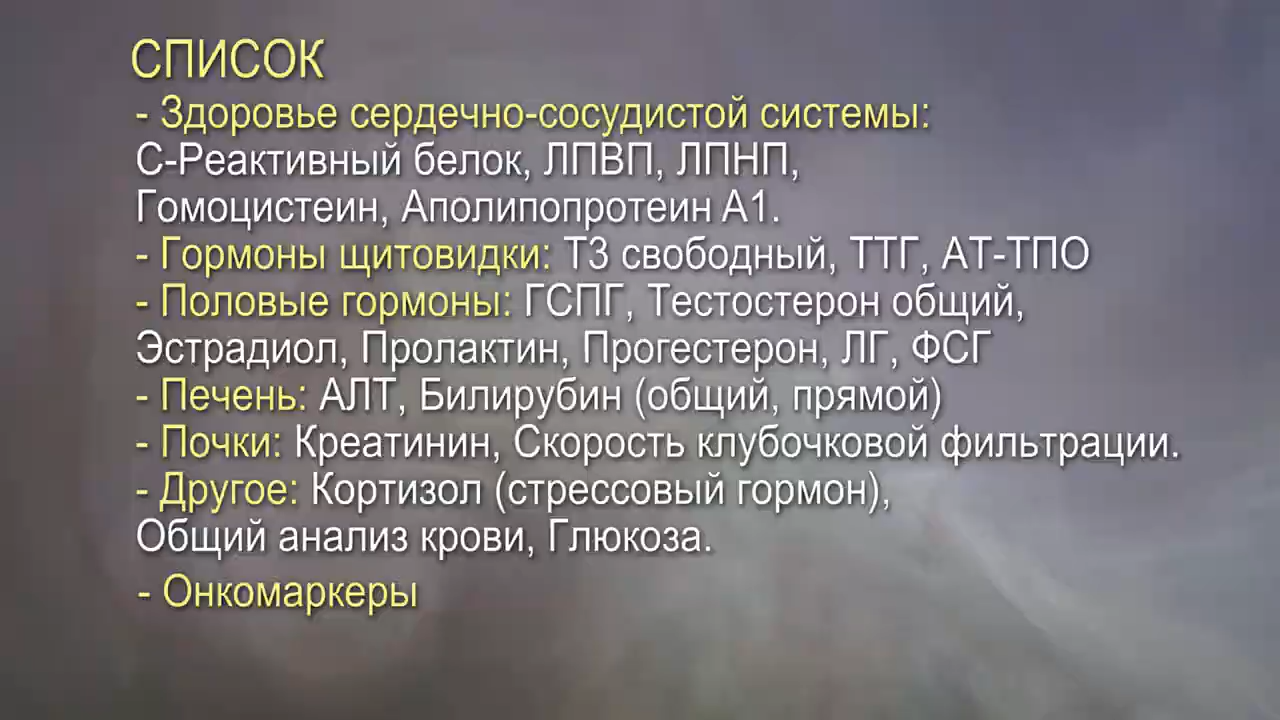 СПИСОК
- Здоровье сердечно-сосудистой системы:
С-Реактивный белок, ЛПВП, ЛПНП,
Гомоцистеин, Аполипопротеин А1.
- Гормоны щитовидки: Т3 свободный, ТТГ, АТ-ТПО
- Половые гормоны: ГСПГ, Тестостерон общий,
Эстрадиол, Пролактин, Прогестерон, ЛГ, ФСГ
- Печень: АЛТ, Билирубин (общий, прямой)
- Почки: Креатинин, Скорость клубочковой фильтрации.
- Другое: Кортизол (стрессовый гормон),
Общий анализ крови, Глюкоза.
- Онкомаркеры